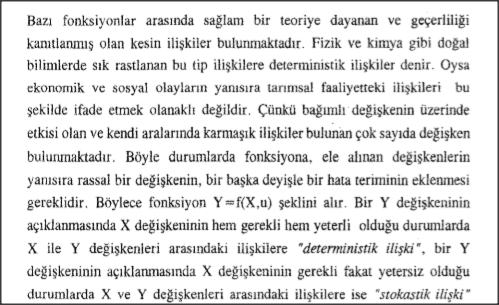 Bazı fonksiyonlar arasında sağlam bir teoriye dayanan ve geçerliliği
kanıtlanmış olan kesin ilişkiler bulunmaktadır. Fizik ve kimya gibi doğal
bilimlerde sık rastlanan bu tip ilişkilere deterministik ilişkiler denir. Oysa
ekonomik ve sosyal olayların yanısıra tarımsal faaliyetteki ilişkileri bu
şekilde ifade etmek olanaklı değildir. Çünkü bağımlı değişkenin üzerinde
etkisi olan ve kendi aralarında karmaşık ilişkiler bulunan çok sayıda değişken
bulunmaktadır. Böyle durumlarda fonksiyona, ele alınan değişkenlerin
yanısıra rassal bir değişkenin, bir başka deyişle bir hata teriminin eklenmesi
gereklidir. Böylece fonksiyon Y=f(X,u) şeklini alır. Bir Y değişkeninin
açıklanmasında X değişkeninin hem gerekli hem yeterli olduğu durumlarda
X ile Y değişkenleri arasındaki ilişkilere "deterministik ilişki", bir Y
değişkeninin açıklanmasında X değişkeninin gerekli fakat yetersiz olduğu
durumlarda X ve Y değişkenleri arasındaki ilişkilere ise "stokastik ilişki"